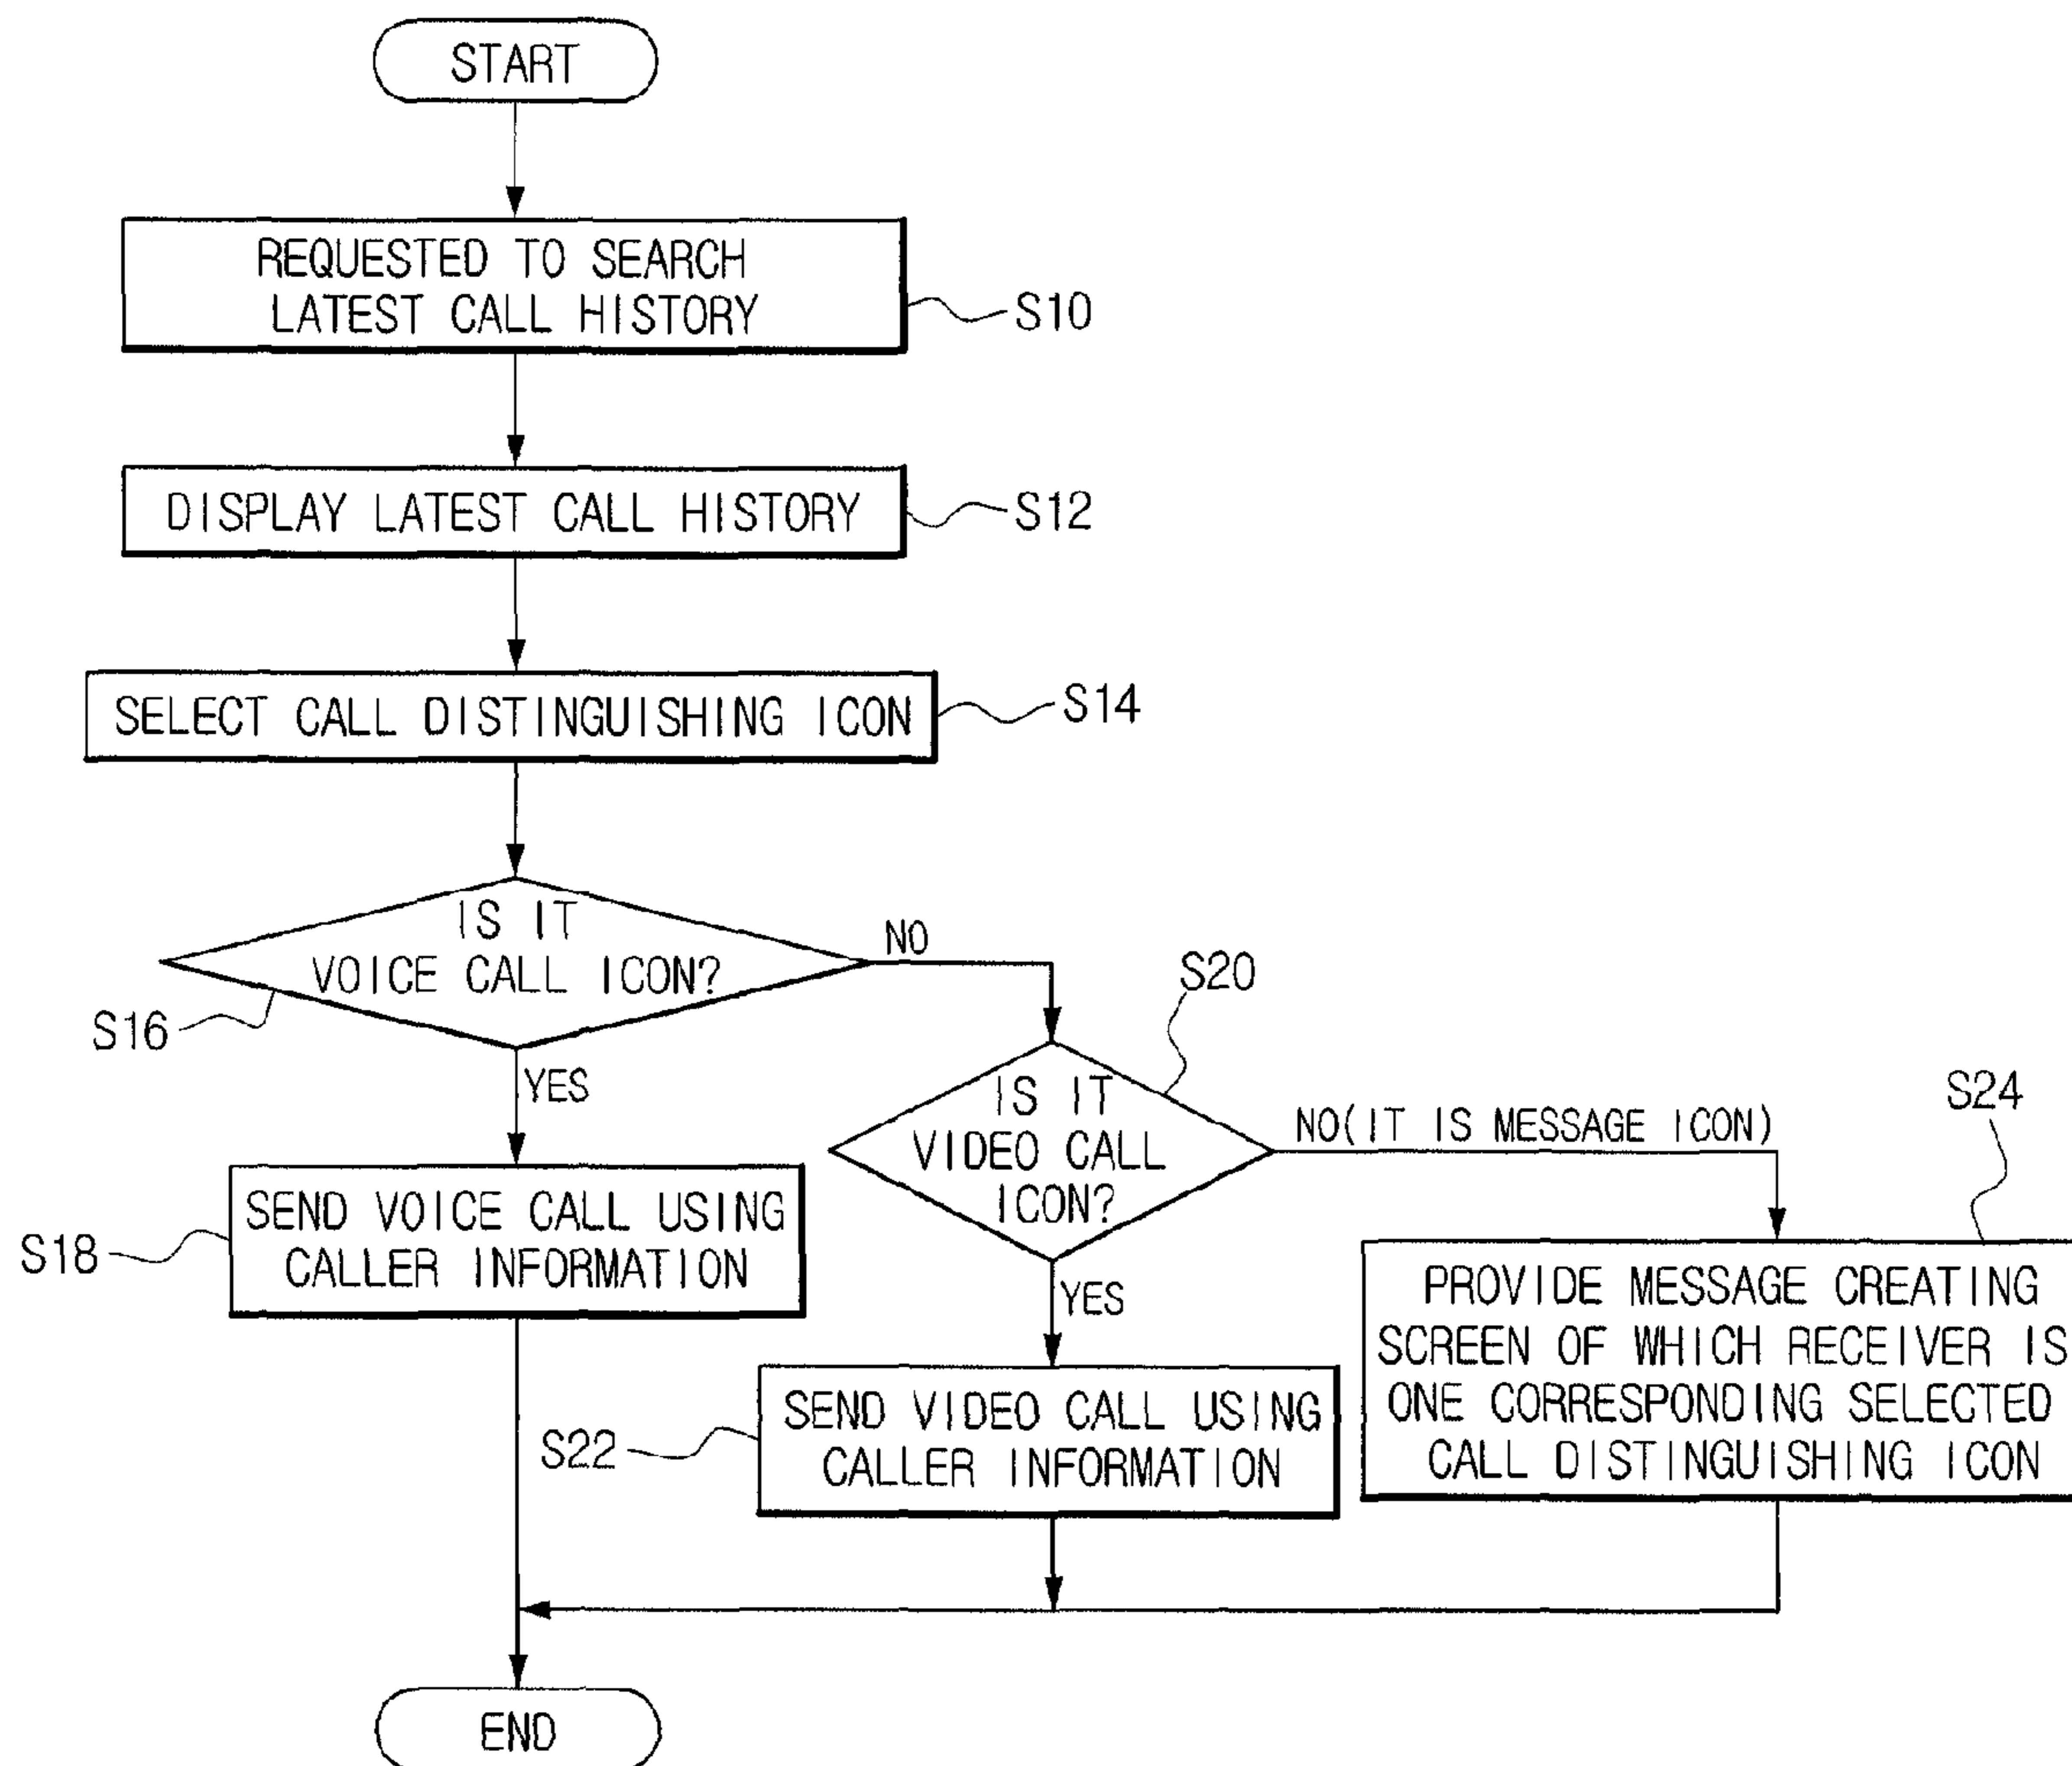 START
REQUESTED TO SEARCH
LATEST CALL HISTORY
S10
DISPLAY LATEST CALL HISTORY
S12
SELECT CALL DISTINGUISHING ICON
S14
IS IT
VOICE CALL ICON?
S16
NO
YES
S20
IS IT
VIDEO CALL
ICON?
NO(IT IS MESSAGE ICON)
YES
S24
SEND VOICE CALL USING
CALLER INFORMATION
S18
SEND VIDEO CALL USING
CALLER INFORMATION
S22
PROVIDE MESSAGE CREATING
SCREEN OF WHICH RECEIVER IS
ONE CORRESPONDING SELECTED
CALL DISTINGUISHING ICON
END